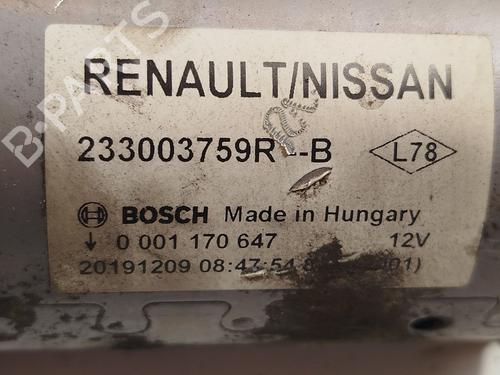 B-PARTS
RENAULT/NISSAN
233003759R--B
L78
BOSCH Made in Hungary
0 001 170 647 12V
20191209 08:47:54